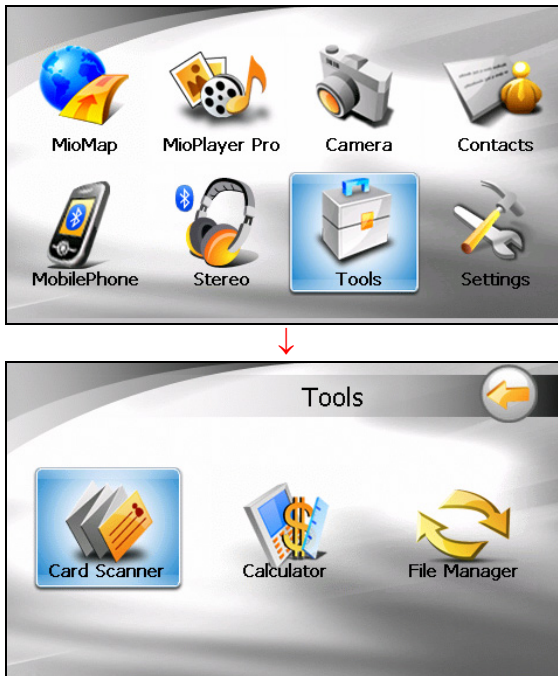 MioMap MioPlayer Pro Camera Contacts
MobilePhone Stereo Tools Settings
↓
Tools
Card Scanner Calculator File Manager